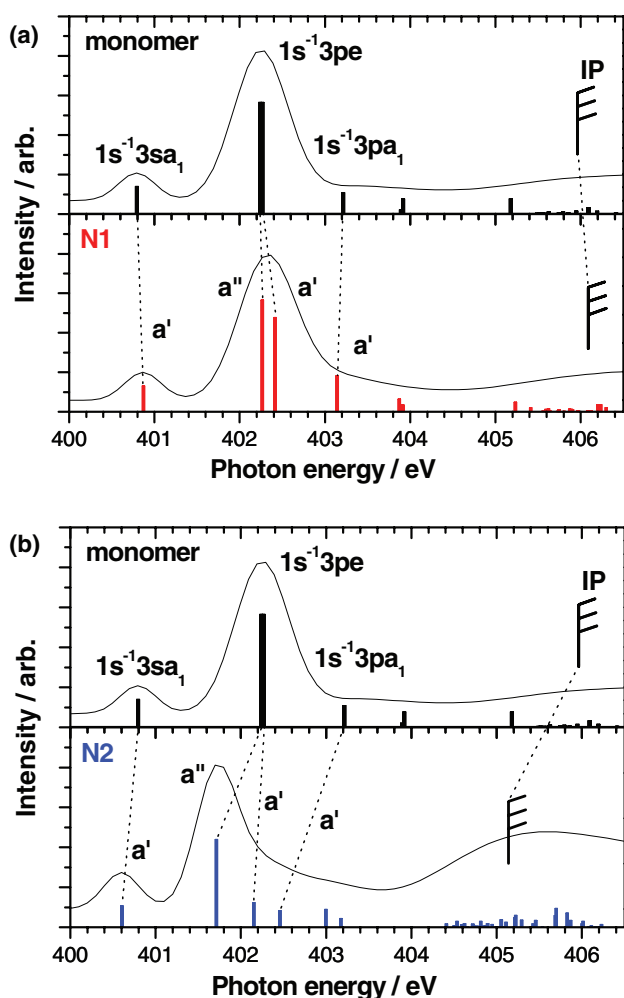 (a)
monomer
1s⁻¹3pe
IP
1s⁻¹3sa₁
1s⁻¹3pa₁
Intensity / arb.
N1
a" a'
a' a'
400 401 402 403 404 405 406
Photon energy / eV
(b)
monomer
1s⁻¹3pe
IP
1s⁻¹3sa₁
1s⁻¹3pa₁
Intensity / arb.
N2
a"
a' a' a'
400 401 402 403 404 405 406
Photon energy / eV